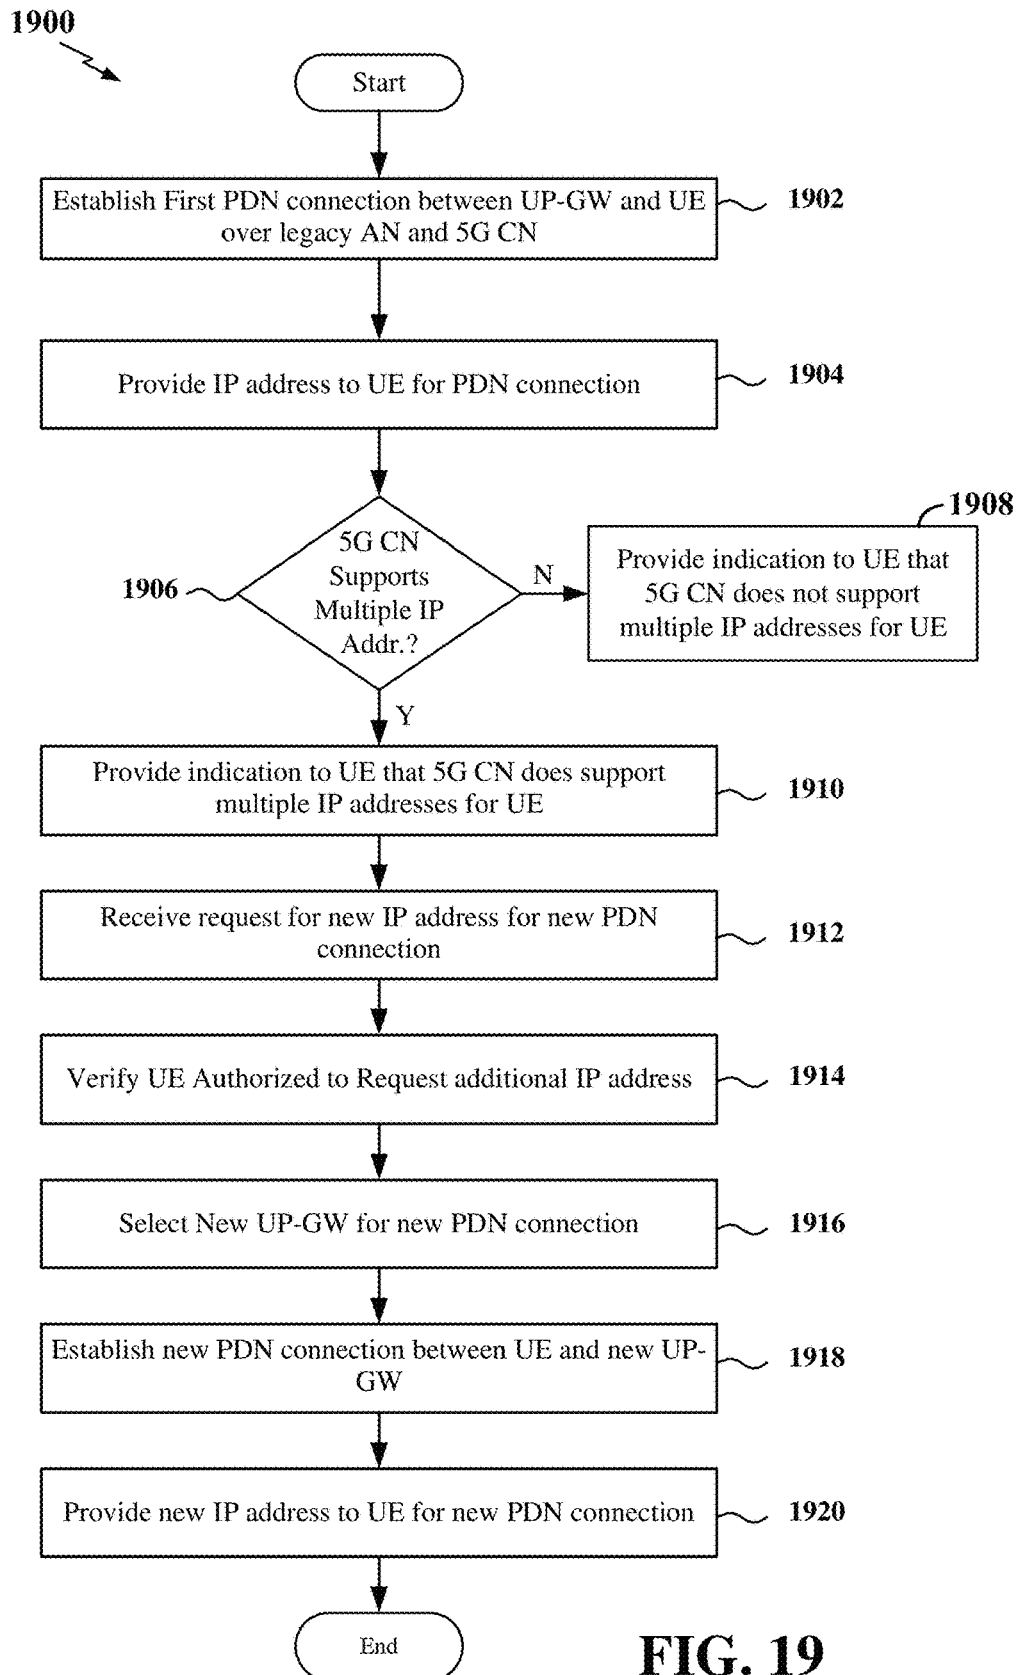 1900
Start
Establish First PDN connection between UP-GW and UE
over legacy AN and 5G CN
1902
Provide IP address to UE for PDN connection
1904
5G CN
Supports
Multiple IP
Addr.?
1906
N
1908
Provide indication to UE that
5G CN does not support
multiple IP addresses for UE
Y
Provide indication to UE that 5G CN does support
multiple IP addresses for UE
1910
Receive request for new IP address for new PDN
connection
1912
Verify UE Authorized to Request additional IP address
1914
Select New UP-GW for new PDN connection
1916
Establish new PDN connection between UE and new UP-
GW
1918
Provide new IP address to UE for new PDN connection
1920
End
FIG. 19